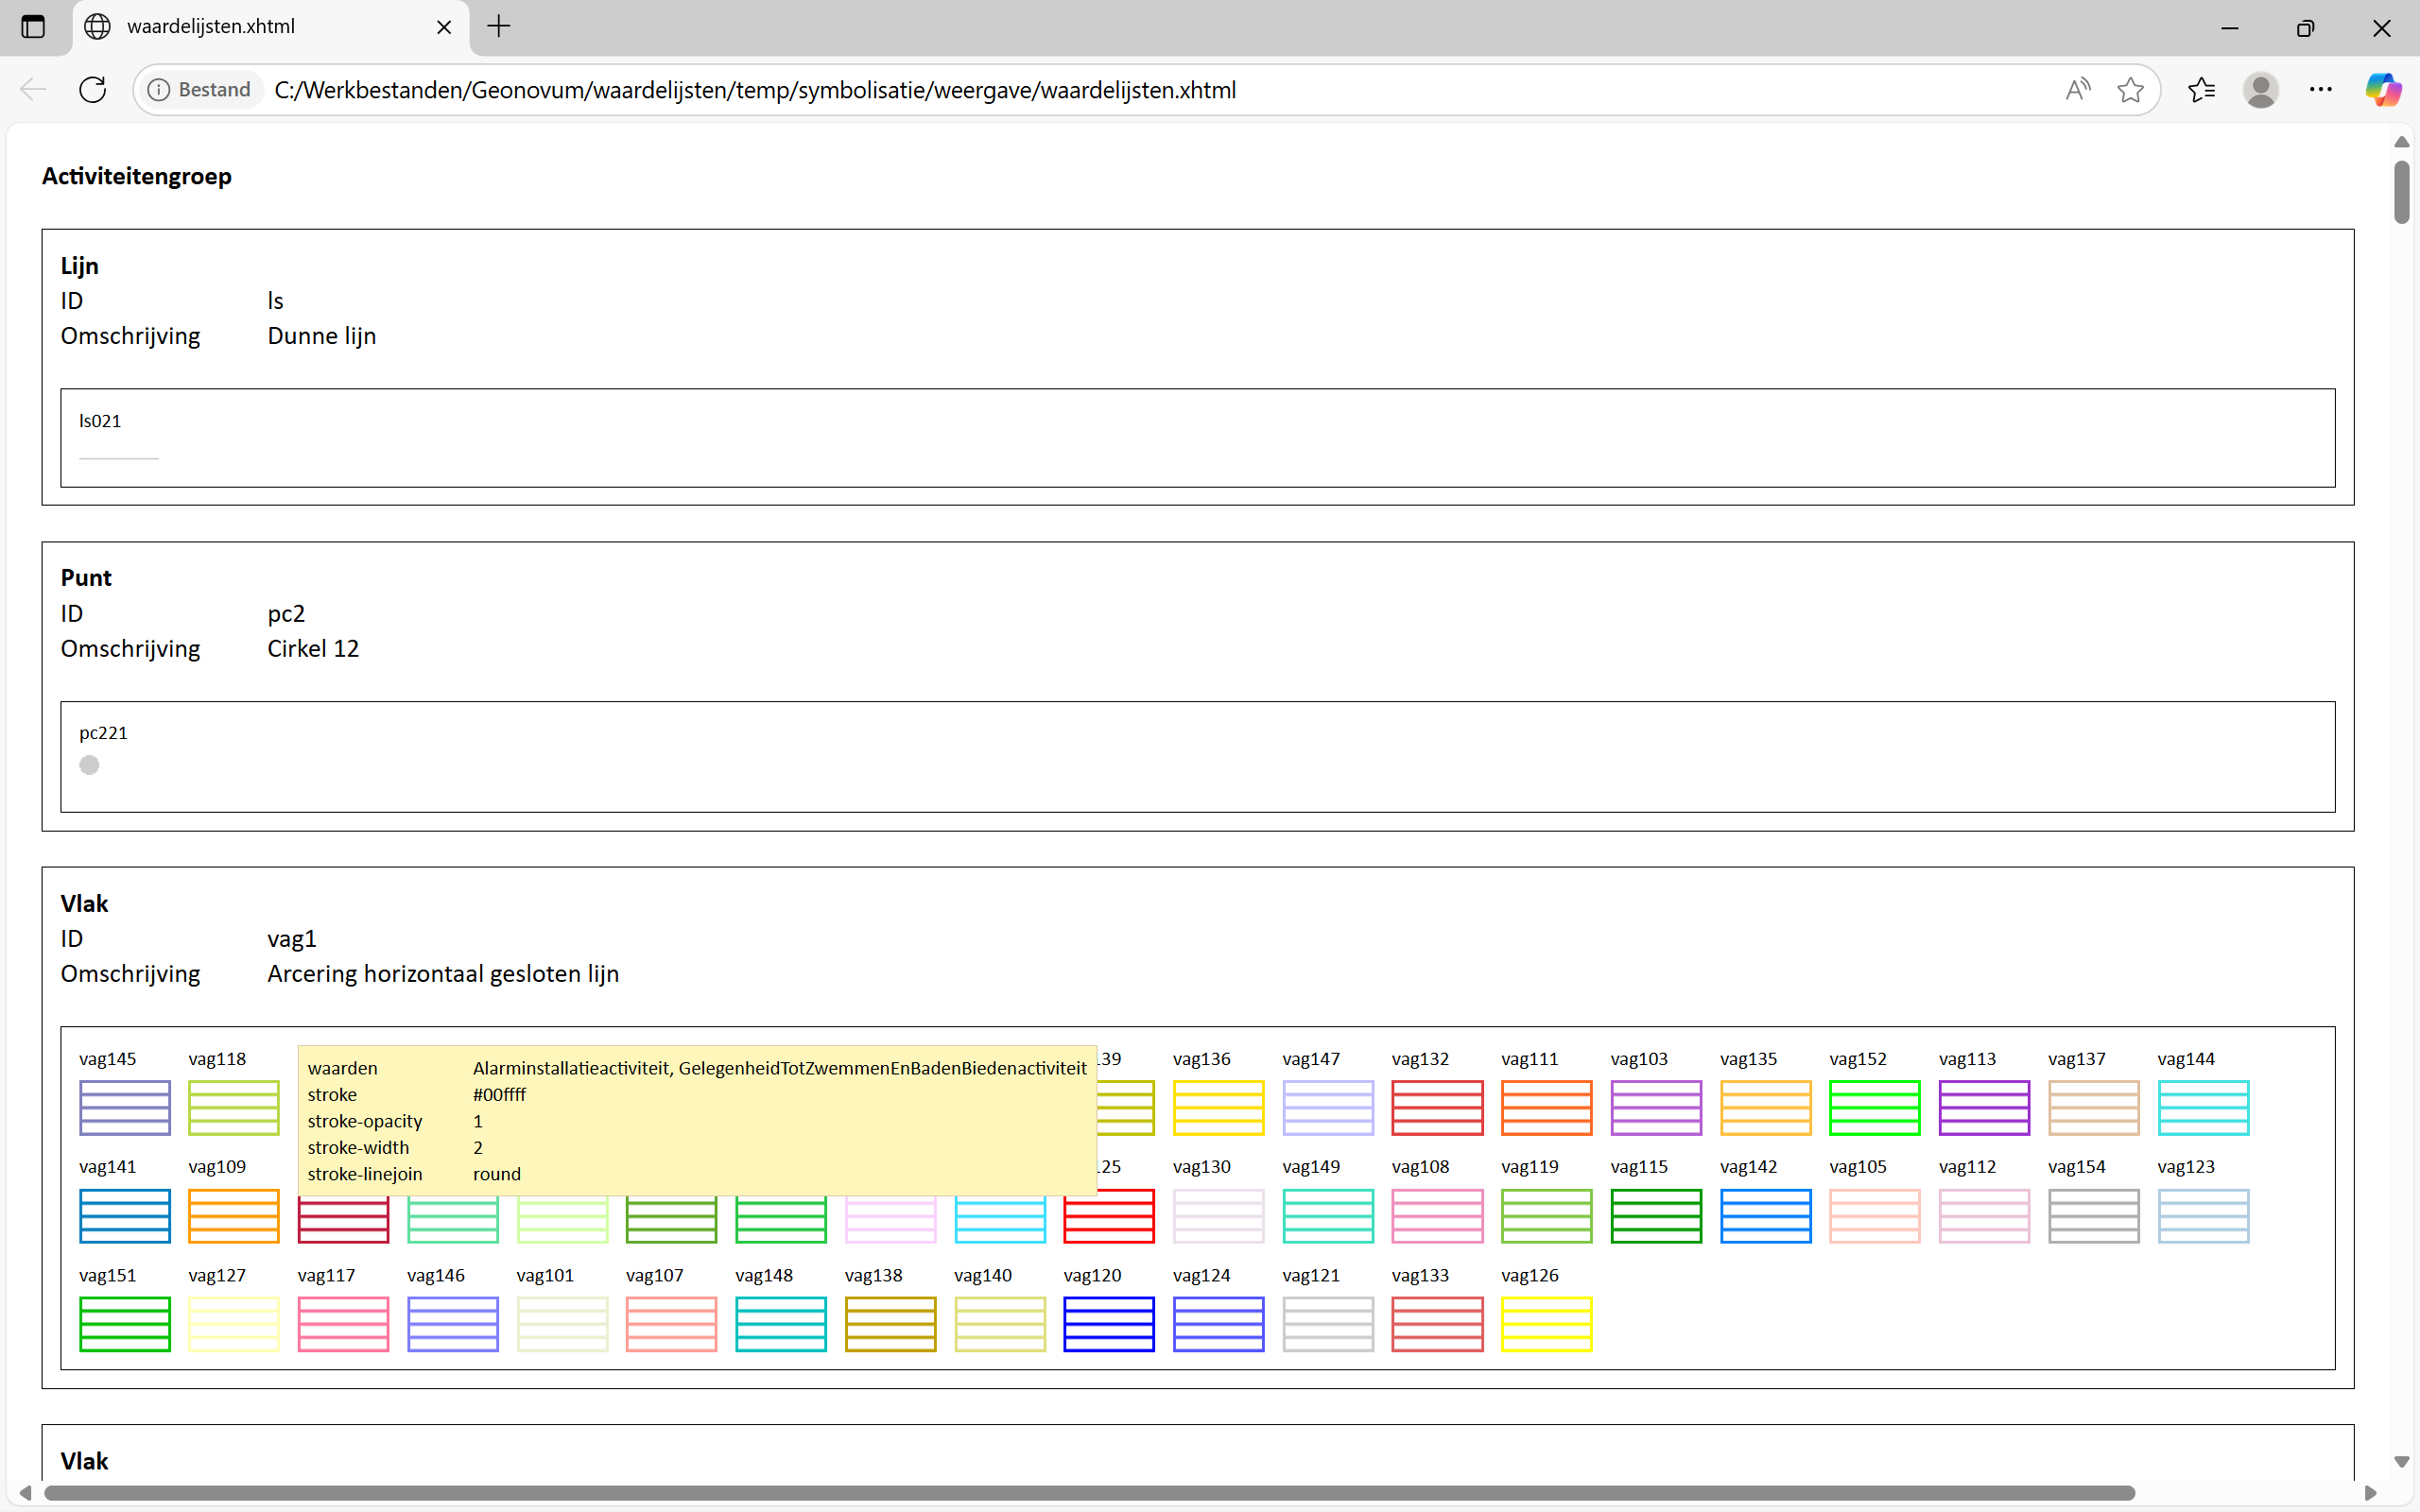 waardelijsten.xhtml
Bestand C:/Werkbestanden/Geonovum/waardelijsten/temp/symbolisatie/weergave/waardelijsten.xhtml
Activiteitengroep
Lijn
ID ls
Omschrijving Dunne lijn
ls021
Punt
ID pc2
Omschrijving Cirkel 12
pc221
Vlak
ID vag1
Omschrijving Arcering horizontaal gesloten lijn
vag145 vag118 39 vag136 vag147 vag132 vag111 vag103 vag135 vag152 vag113 vag137 vag144
waarden Alarminstallatieactiviteit, GelegenheidTotZwemmenEnBadenBiedenactiviteit
stroke #00ffff
stroke-opacity 1
stroke-width 2
stroke-linejoin round
vag141 vag109 25 vag130 vag149 vag108 vag119 vag115 vag142 vag105 vag112 vag154 vag123
vag151 vag127 vag117 vag146 vag101 vag107 vag148 vag138 vag140 vag120 vag124 vag121 vag133 vag126
Vlak